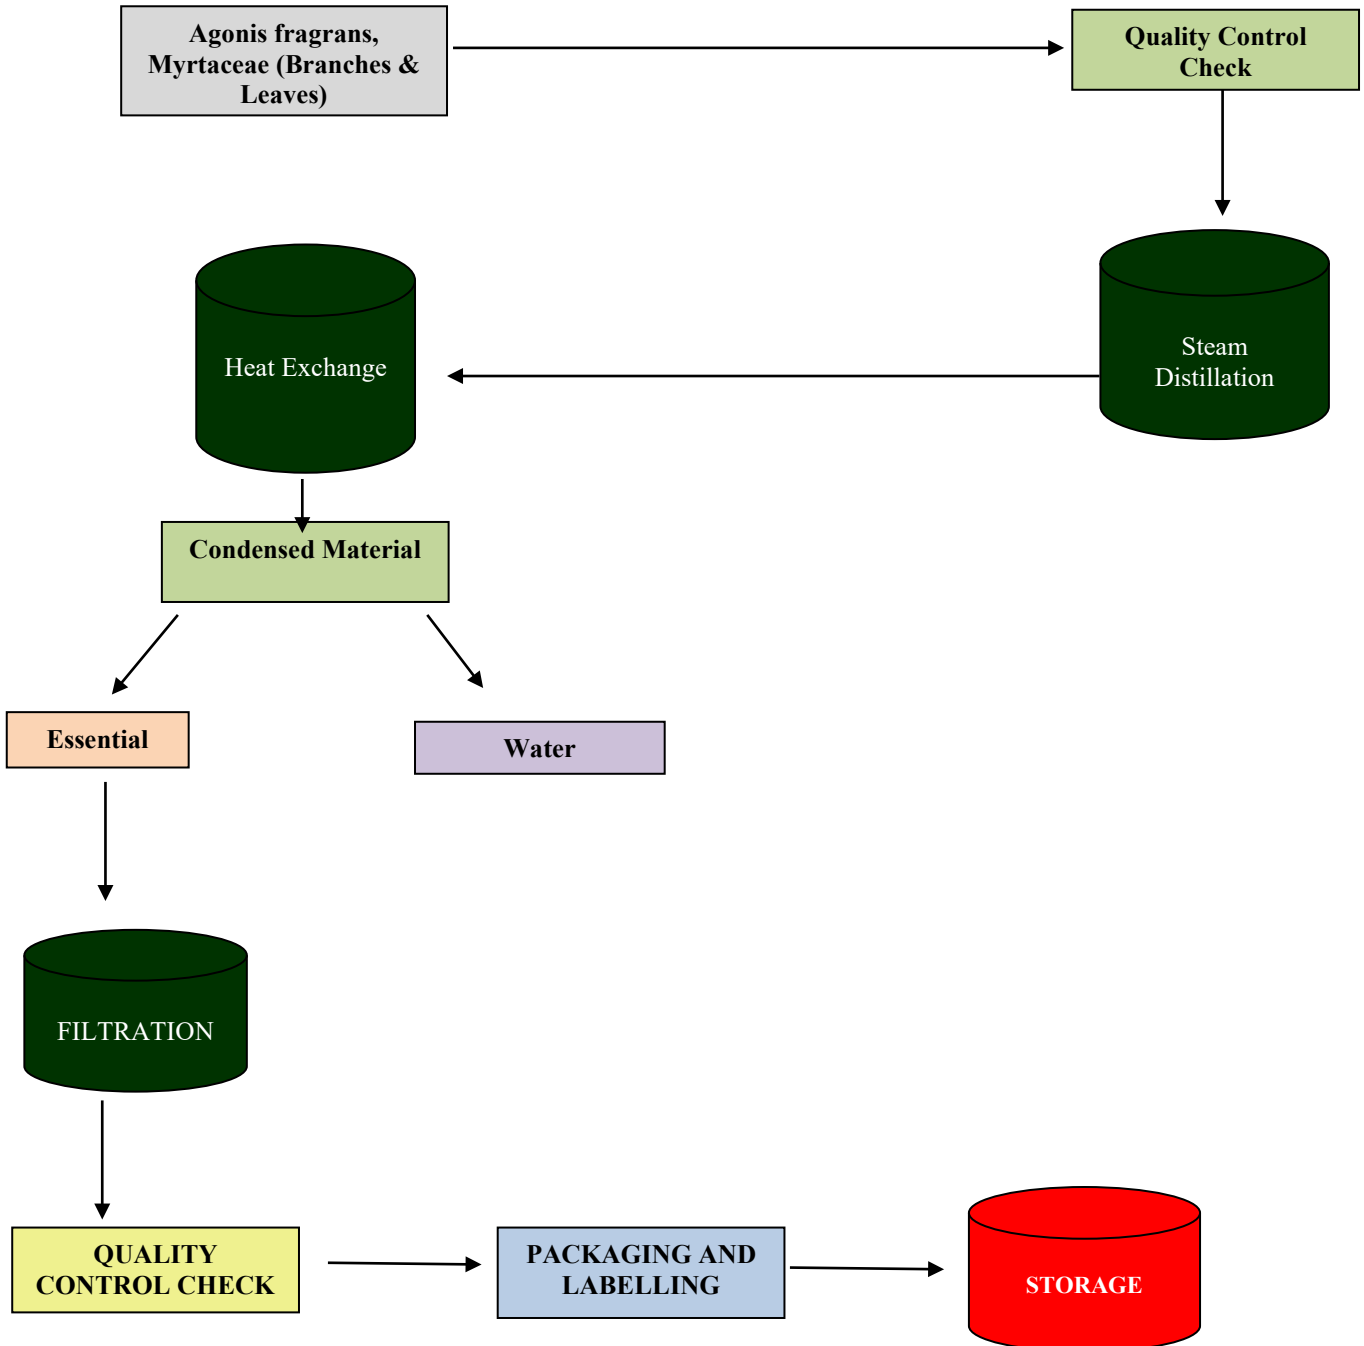 Agonis fragrans,
Myrtaceae (Branches &
Leaves)
Quality Control
Check
Heat Exchange
Steam
Distillation
Condensed Material
Essential
Water
FILTRATION
QUALITY
CONTROL CHECK
PACKAGING AND
LABELLING
STORAGE